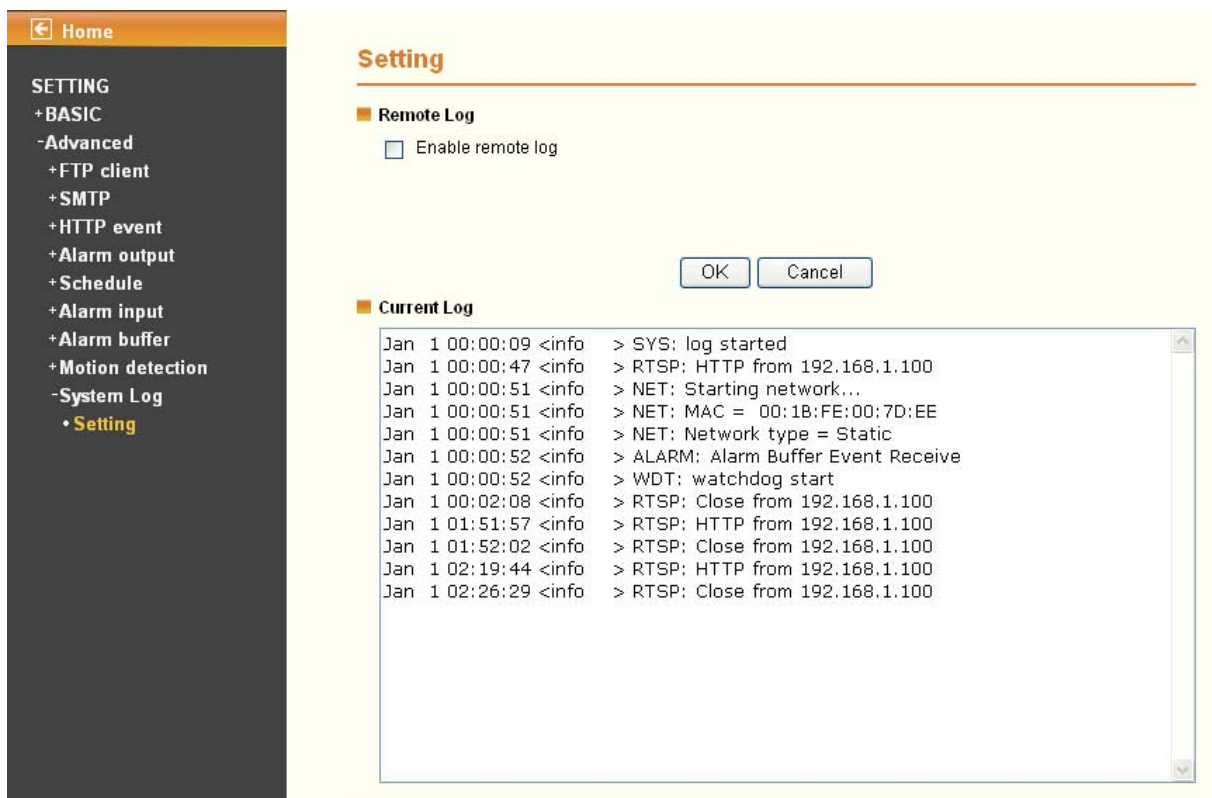 Home
SETTING
+BASIC
-Advanced
+FTP client
+SMTP
+HTTP event
+Alarm output
+Schedule
+Alarm input
+Alarm buffer
+Motion detection
-System Log
•Setting
Setting
Remote Log
Enable remote log
OK Cancel
Current Log
Jan 1 00:00:09 <info > SYS: log started
Jan 1 00:00:47 <info > RTSP: HTTP from 192.168.1.100
Jan 1 00:00:51 <info > NET: Starting network...
Jan 1 00:00:51 <info > NET: MAC = 00:1B:FE:00:7D:EE
Jan 1 00:00:51 <info > NET: Network type = Static
Jan 1 00:00:52 <info > ALARM: Alarm Buffer Event Receive
Jan 1 00:00:52 <info > WDT: watchdog start
Jan 1 00:02:08 <info > RTSP: Close from 192.168.1.100
Jan 1 01:51:57 <info > RTSP: HTTP from 192.168.1.100
Jan 1 01:52:02 <info > RTSP: Close from 192.168.1.100
Jan 1 02:19:44 <info > RTSP: HTTP from 192.168.1.100
Jan 1 02:26:29 <info > RTSP: Close from 192.168.1.100